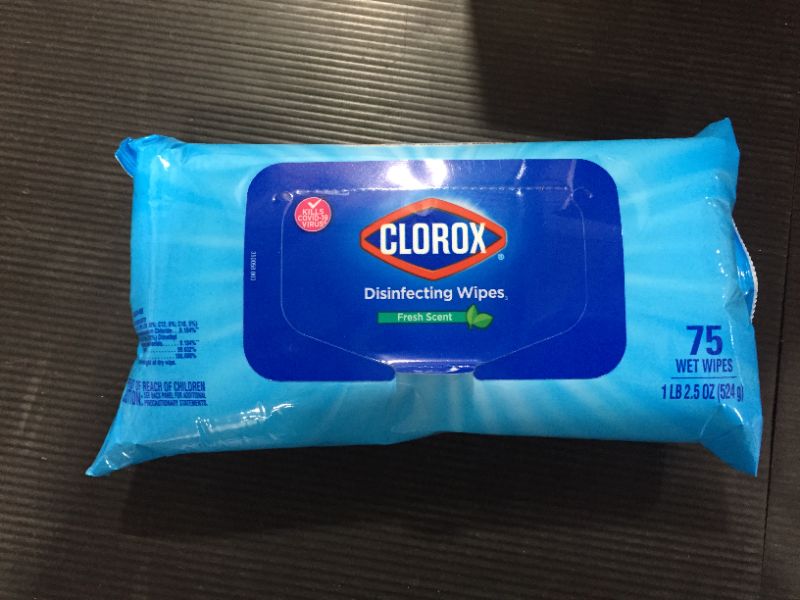 KILLS
COVID-19
VIRUS
CLOROX®
Disinfecting Wipes
Fresh Scent
75
WET WIPES
1 LB 2.5 OZ (524 g)
OF REACH OF CHILDREN
SEE BACK PANEL FOR ADDITIONAL
PRECAUTIONARY STATEMENTS.